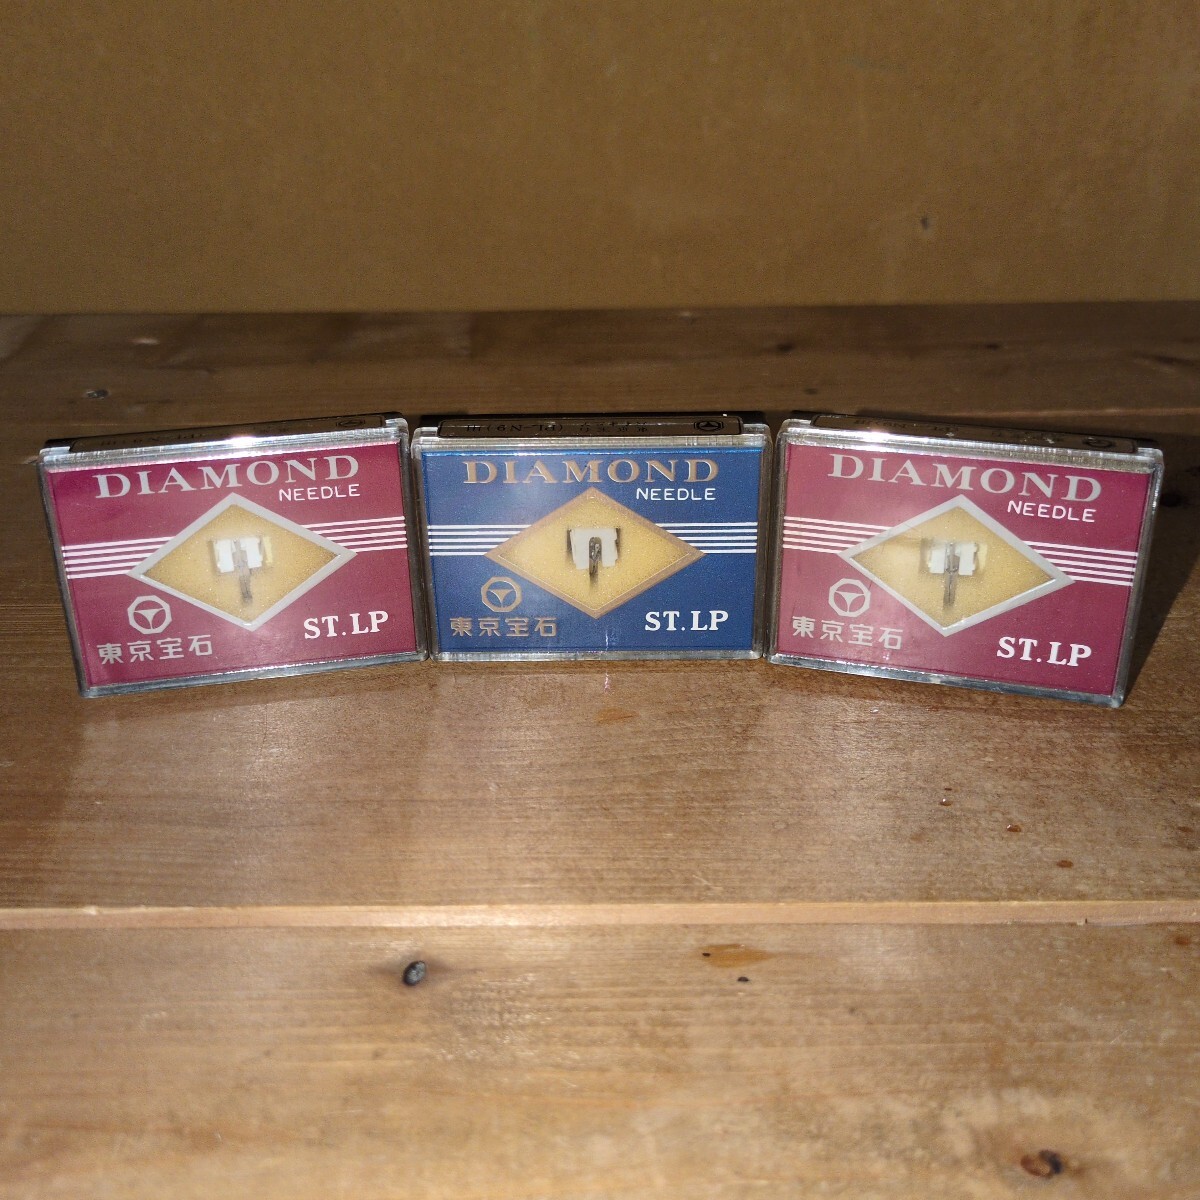 DIAMOND
NEEDLE
東京宝石
ST.LP
DIAMOND
NEEDLE
東京宝石
ST.LP
DIAMOND
NEEDLE
東京宝石
ST.LP